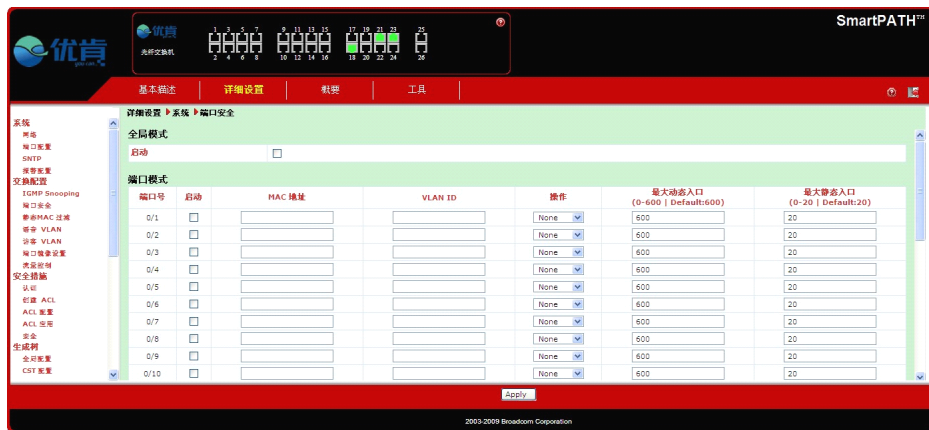 SmartPATH™
优肯
优肯
光纤交换机
1 3 5 7 9 11 13 15 17 19 21 23 25
2 4 6 8 10 12 14 16 18 20 22 24 26
基本描述 详细设置 概要 工具
详细设置 系统 端口安全
系统
网络
端口配置
SNTP
报警配置
交换配置
IGMP Snooping
端口安全
静态MAC 过滤
语音 VLAN
访客 VLAN
端口镜像设置
流量控制
安全措施
认证
创建 ACL
ACL 配置
ACL 应用
安全
生成树
全局配置
CST 配置
全局模式
启动
端口模式
端口号 启动 MAC 地址 VLAN ID 操作 最大动态入口 最大静态入口
(0-600 | Default:600) (0-20 | Default:20)
0/1 None 600 20
0/2 None 600 20
0/3 None 600 20
0/4 None 600 20
0/5 None 600 20
0/6 None 600 20
0/7 None 600 20
0/8 None 600 20
0/9 None 600 20
0/10 None 600 20
Apply
2003-2009 Broadcom Corporation